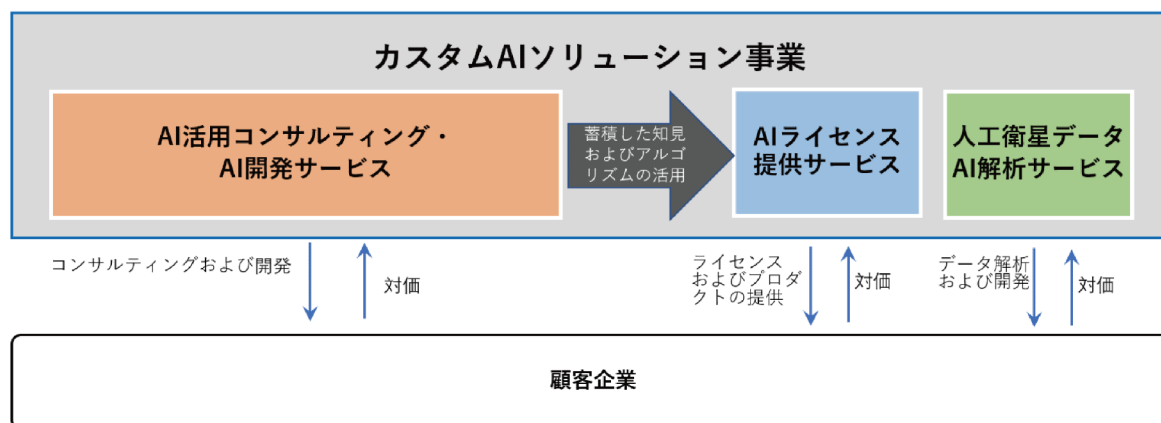 カスタムAIソリューション事業
AI活用コンサルティング・
AI開発サービス
蓄積した知見
およびアルゴ
リズムの活用
AIライセンス
提供サービス
人工衛星データ
AI解析サービス
コンサルティングおよび開発
対価
ライセンス
およびプロダ
クトの提供
対価
データ解析
および開発
対価
顧客企業